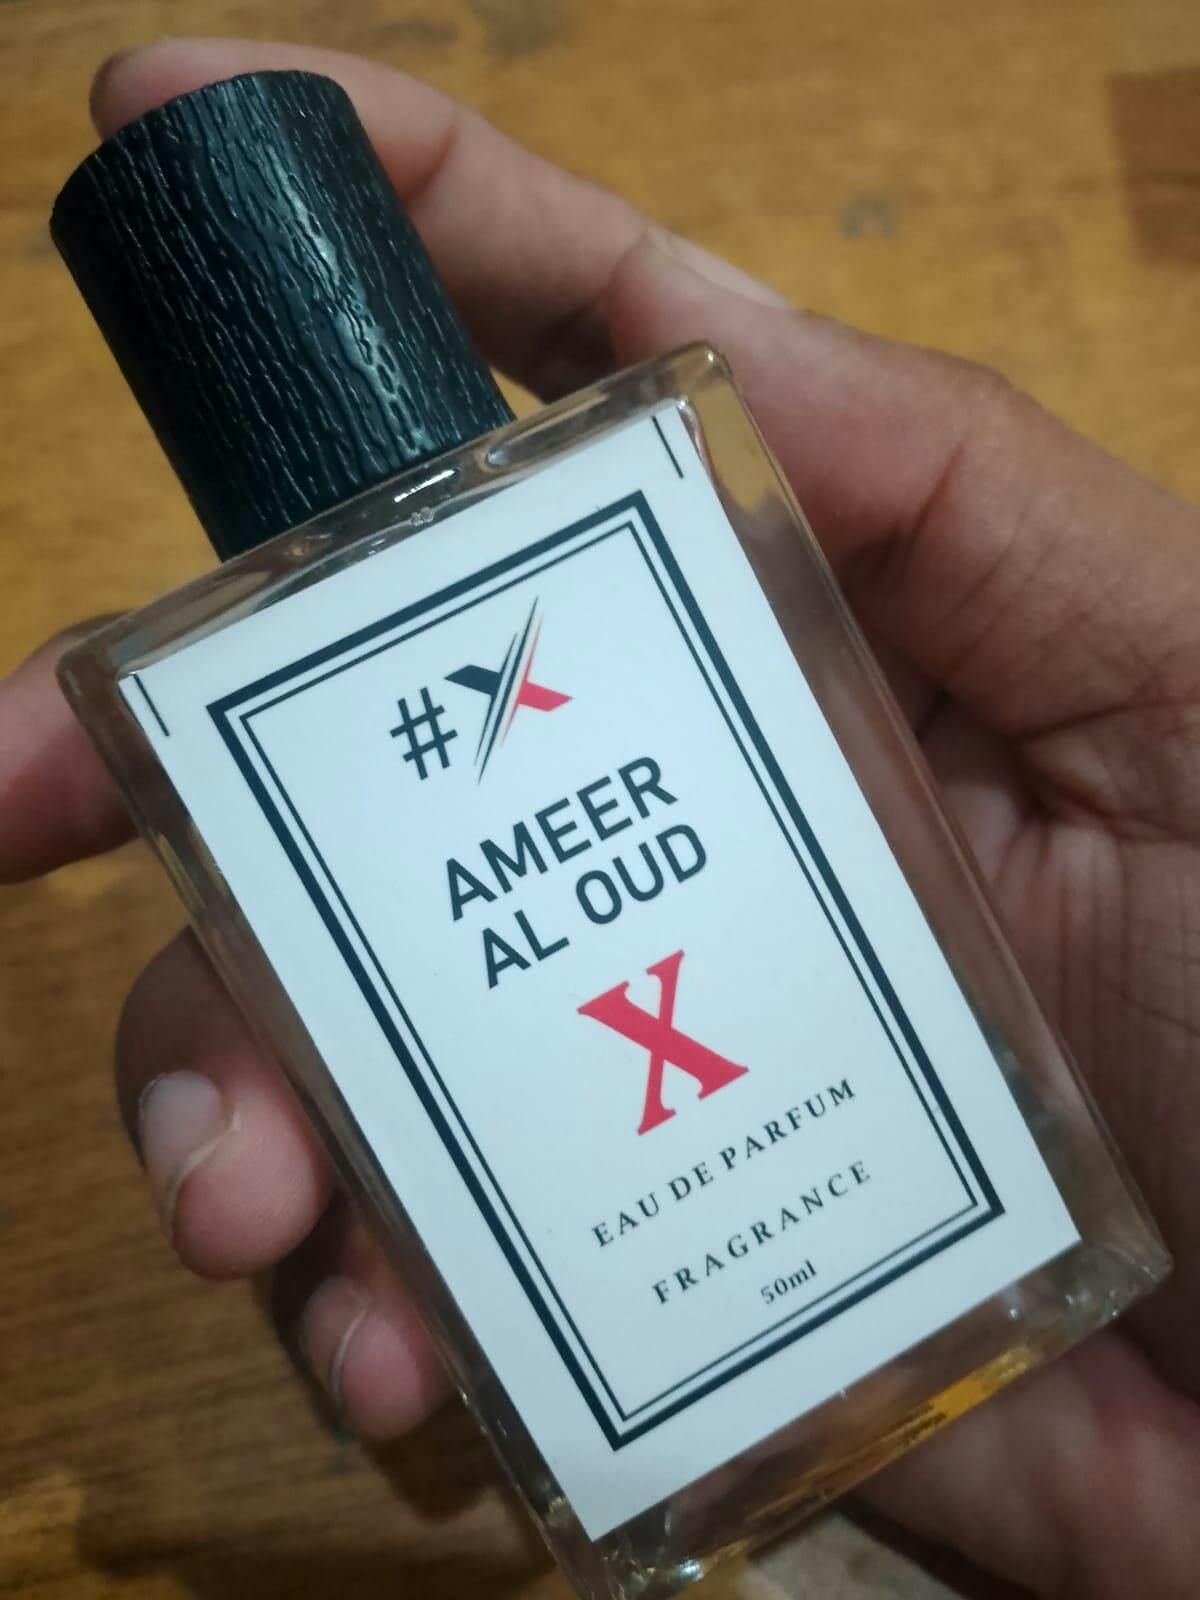 #X
AMEER
AL OUD
X
EAU DE PARFUM
FRAGRANCE
50ml